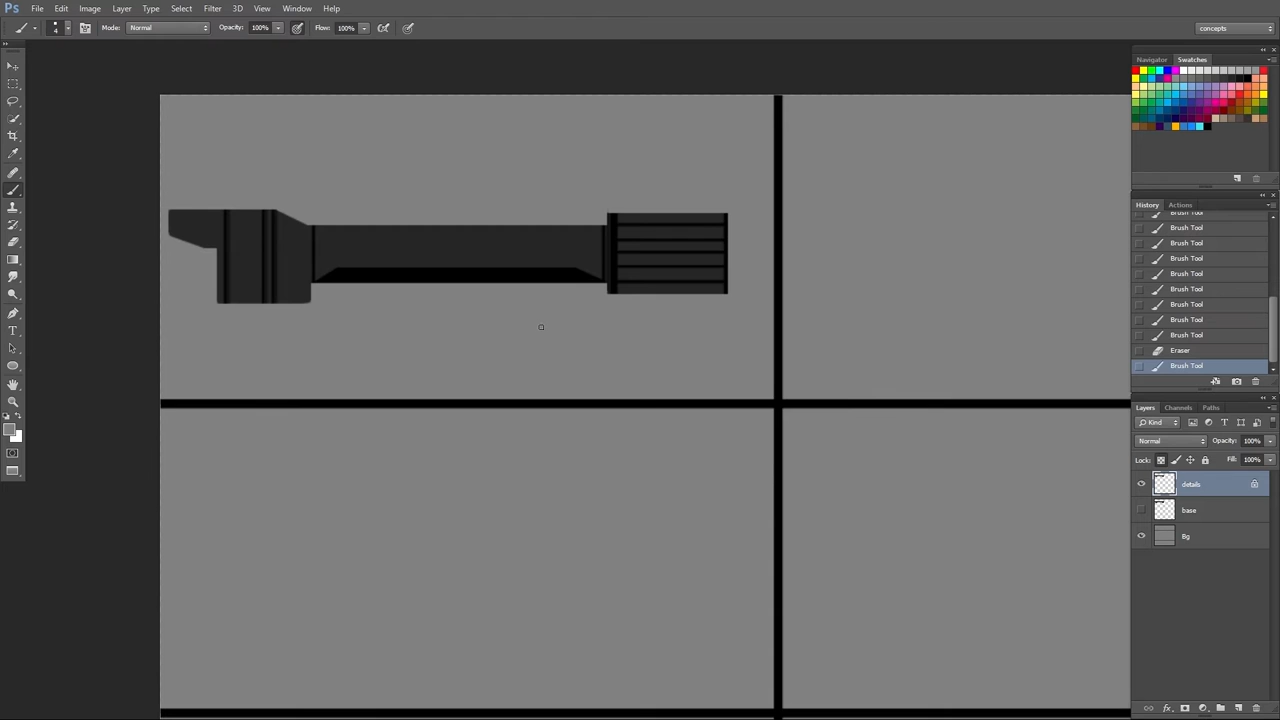 Ps File Edit Image Layer Type Select Filter 3D View Window Help
4 Mode: Normal Opacity: 100% Flow: 100% concepts
Navigator Swatches
History Actions
Brush Tool
Brush Tool
Brush Tool
Brush Tool
Brush Tool
Brush Tool
Brush Tool
Brush Tool
Brush Tool
Eraser
Brush Tool
Layers Channels Paths
Kind
Normal Opacity: 100%
Lock: Fill: 100%
details
base
Bg